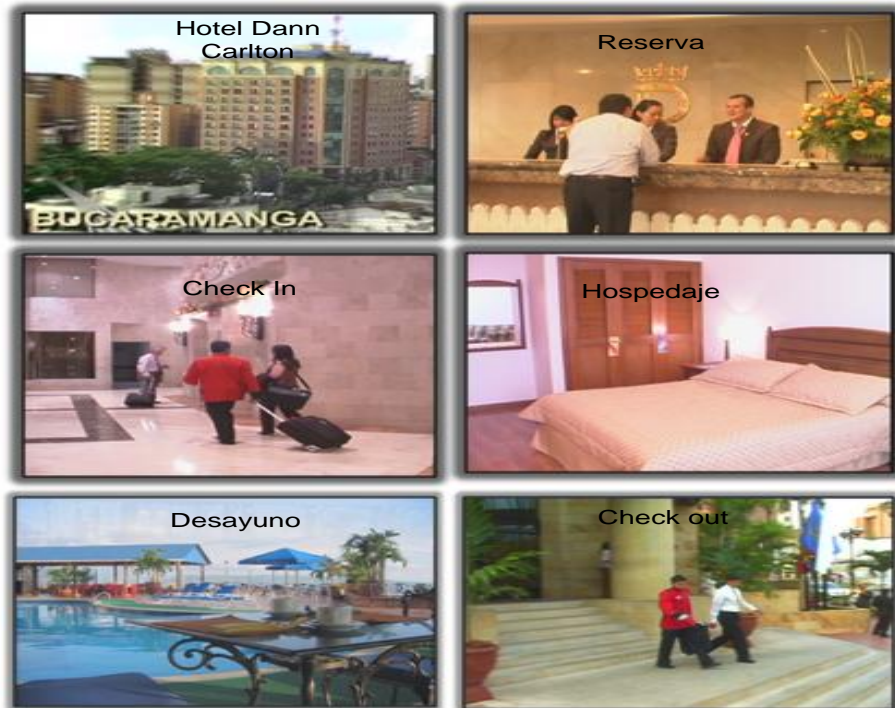 Hotel Dann
Carlton
BUCARAMANGA
Reserva
Check In
Hospedaje
Desayuno
Check out